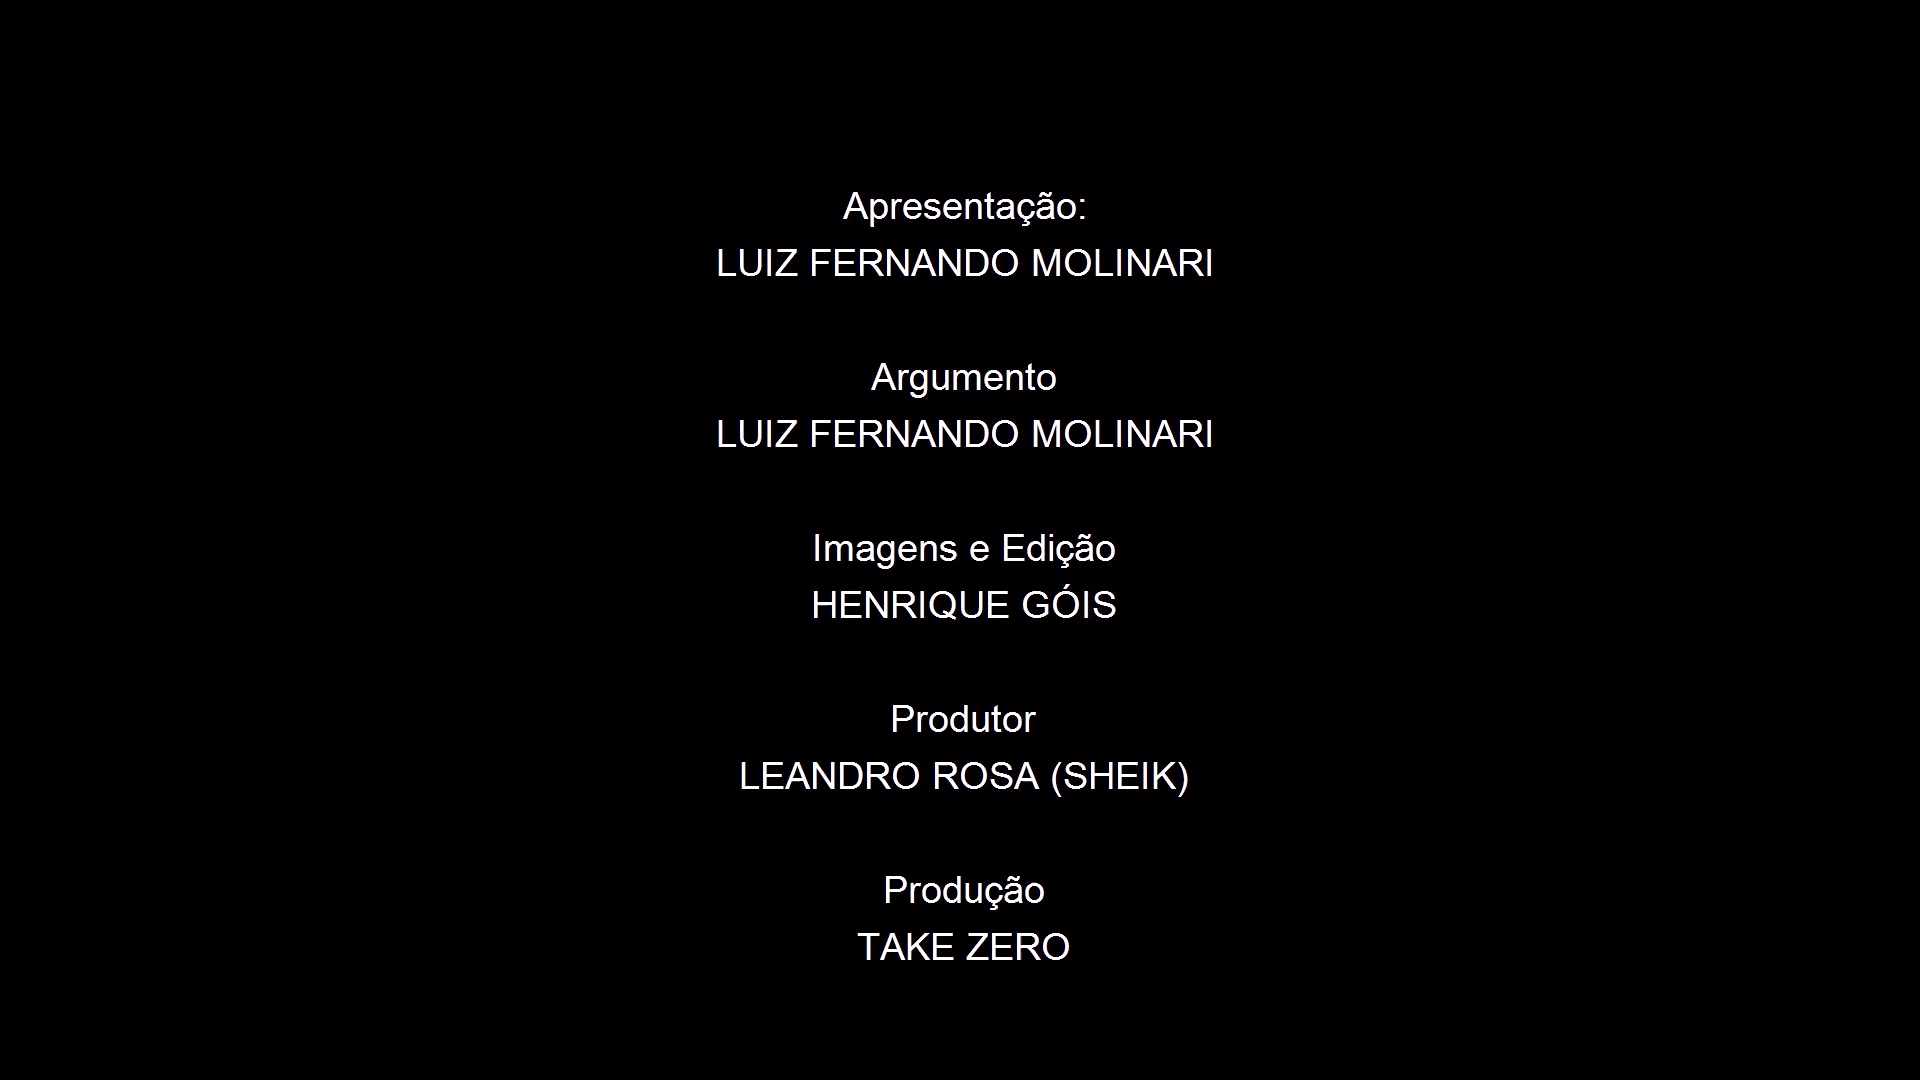 Apresentação:
LUIZ FERNANDO MOLINARI
Argumento
LUIZ FERNANDO MOLINARI
Imagens e Edição
HENRIQUE GÓIS
Produtor
LEANDRO ROSA (SHEIK)
Produção
TAKE ZERO